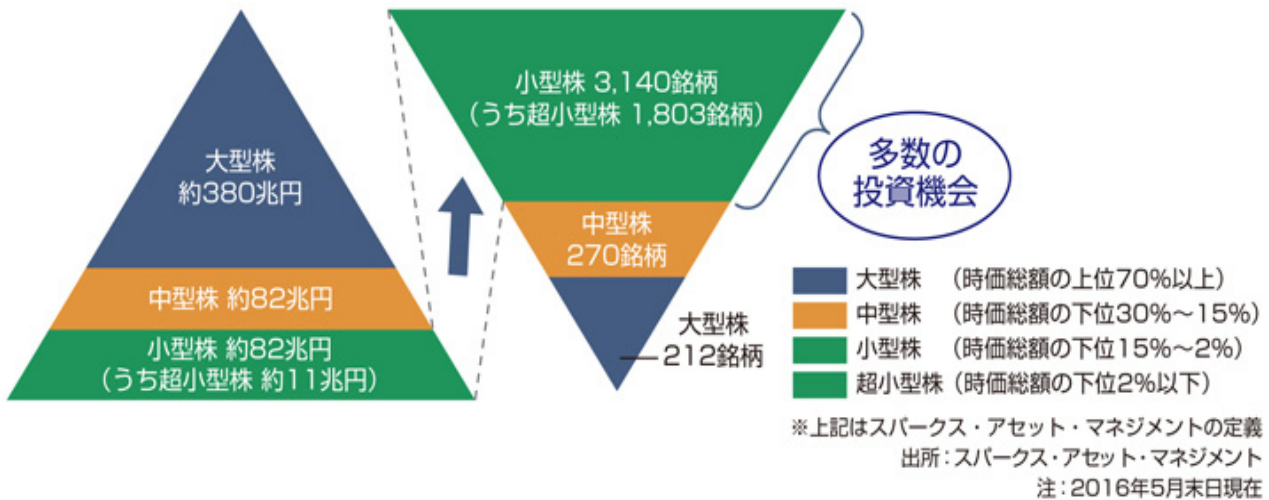 大型株
約380兆円
中型株 約82兆円
小型株 約82兆円
（うち超小型株 約11兆円）
小型株 3,140銘柄
（うち超小型株 1,803銘柄）
中型株
270銘柄
大型株
212銘柄
多数の
投資機会
大型株 （時価総額の上位70%以上）
中型株 （時価総額の下位30%～15%）
小型株 （時価総額の下位15%～2%）
超小型株（時価総額の下位2%以下）
※上記はスパークス・アセット・マネジメントの定義
出所：スパークス・アセット・マネジメント
注：2016年5月末日現在